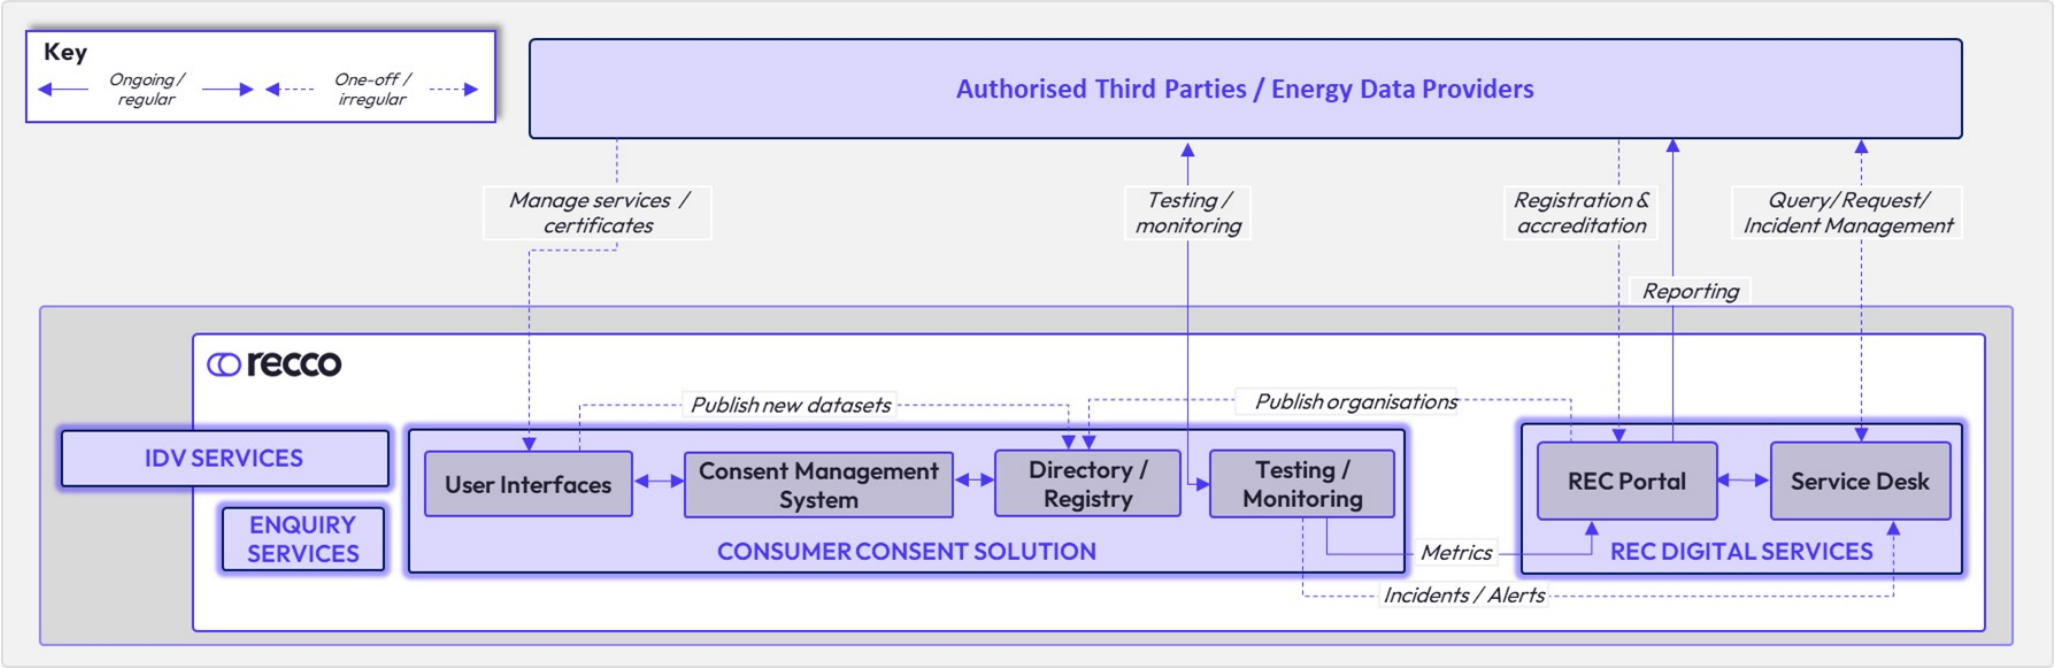 Key
Ongoing /
regular
One-off /
irregular
Authorised Third Parties / Energy Data Providers
Manage services /
certificates
Testing /
monitoring
Registration &
accreditation
Query/ Request/
Incident Management
Reporting
recco
Publish new datasets
Publish organisations
IDV SERVICES
ENQUIRY
SERVICES
User Interfaces
Consent Management
System
Directory /
Registry
Testing /
Monitoring
CONSUMER CONSENT SOLUTION
REC Portal
Service Desk
Metrics
REC DIGITAL SERVICES
Incidents / Alerts